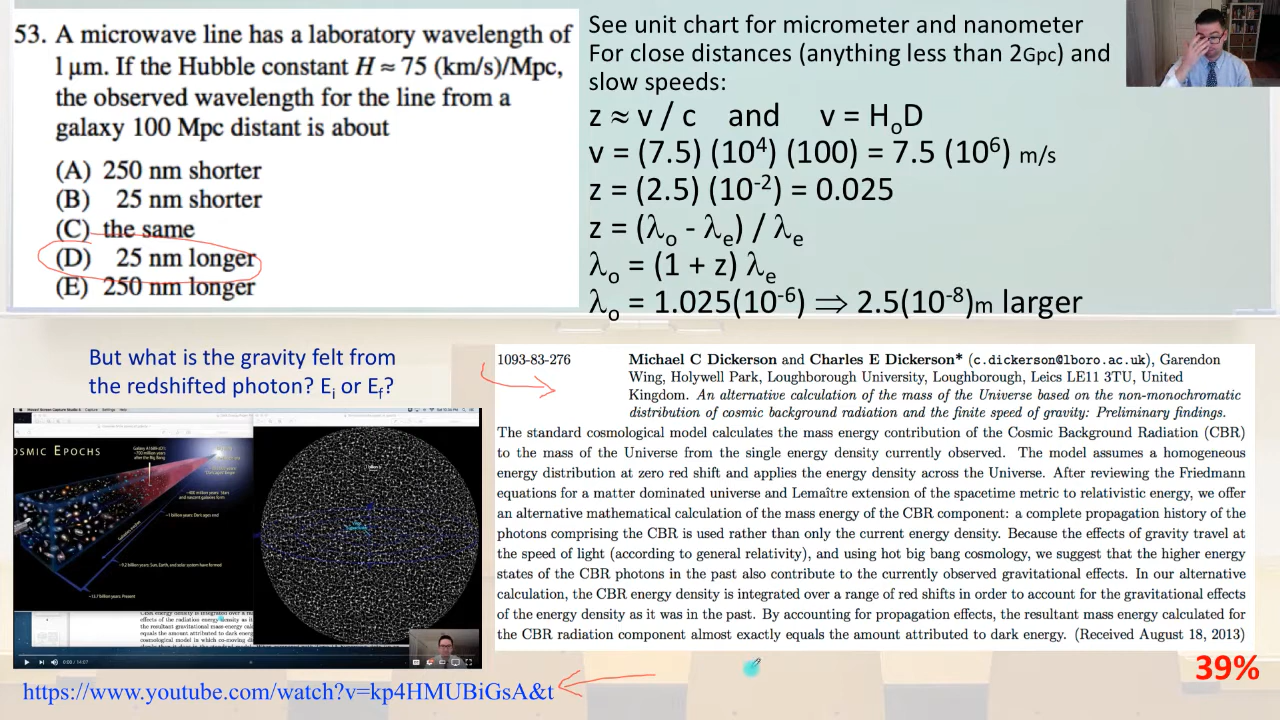 53. A microwave line has a laboratory wavelength of
1 μm. If the Hubble constant H ≈ 75 (km/s)/Mpc,
the observed wavelength for the line from a
galaxy 100 Mpc distant is about
(A) 250 nm shorter
(B) 25 nm shorter
(C) the same
(D) 25 nm longer
(E) 250 nm longer
See unit chart for micrometer and nanometer
For close distances (anything less than 2Gpc) and
slow speeds:
z ≈ v / c and v = HₒD
v = (7.5) (10⁴) (100) = 7.5 (10⁶) m/s
z = (2.5) (10⁻²) = 0.025
z = (λₒ - λₑ) / λₑ
λₒ = (1 + z) λₑ
λₒ = 1.025(10⁻⁶) ⇒ 2.5(10⁻⁸)m larger
But what is the gravity felt from
the redshifted photon? Eᵢ or E_f?
COSMIC EPOCHS
0:00 / 14:07
https://www.youtube.com/watch?v=kp4HMUBiGsA&t
1093-83-276 Michael C Dickerson and Charles E Dickerson* (c.dickerson@lboro.ac.uk), Garendon
Wing, Holywell Park, Loughborough University, Loughborough, Leics LE11 3TU, United
Kingdom. An alternative calculation of the mass of the Universe based on the non-monochromatic
distribution of cosmic background radiation and the finite speed of gravity: Preliminary findings.
The standard cosmological model calculates the mass energy contribution of the Cosmic Background Radiation (CBR)
to the mass of the Universe from the single energy density currently observed. The model assumes a homogeneous
energy distribution at zero red shift and applies the energy density across the Universe. After reviewing the Friedmann
equations for a matter dominated universe and Lemaître extension of the spacetime metric to relativistic energy, we offer
an alternative mathematical calculation of the mass energy of the CBR component: a complete propagation history of the
photons comprising the CBR is used rather than only the current energy density. Because the effects of gravity travel at
the speed of light (according to general relativity), and using hot big bang cosmology, we suggest that the higher energy
states of the CBR photons in the past also contribute to the currently observed gravitational effects. In our alternative
calculation, the CBR energy density is integrated over a range of red shifts in order to account for the gravitational effects
of the energy density as it was in the past. By accounting for propagation effects, the resultant mass energy calculated for
the CBR radiation component almost exactly equals the amount attributed to dark energy. (Received August 18, 2013)
39%